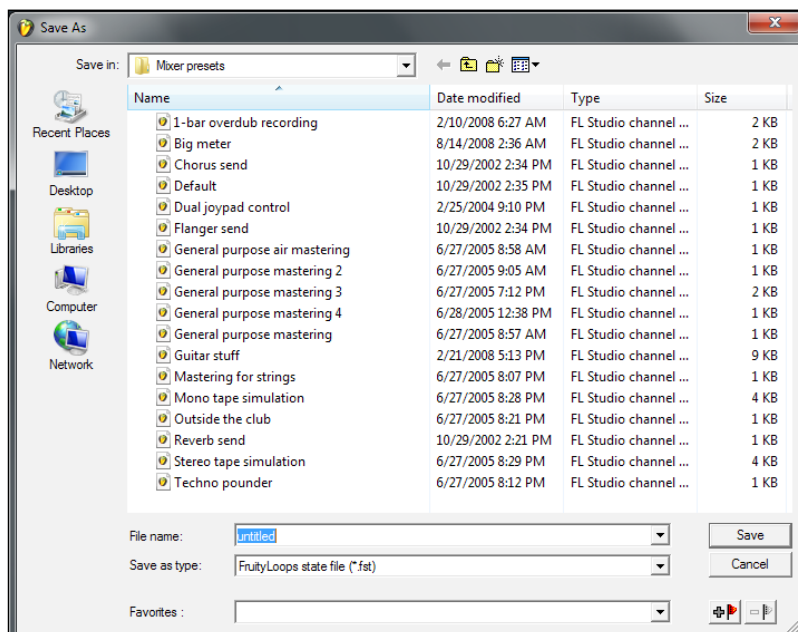 Save As
Save in: Mixer presets
Recent Places
Desktop
Libraries
Computer
Network
Name Date modified Type Size
1-bar overdub recording 2/10/2008 6:27 AM FL Studio channel ... 2 KB
Big meter 8/14/2008 2:36 AM FL Studio channel ... 2 KB
Chorus send 10/29/2002 2:34 PM FL Studio channel ... 1 KB
Default 10/29/2002 2:35 PM FL Studio channel ... 1 KB
Dual joypad control 2/25/2004 9:10 PM FL Studio channel ... 1 KB
Flanger send 10/29/2002 2:34 PM FL Studio channel ... 1 KB
General purpose air mastering 6/27/2005 8:58 AM FL Studio channel ... 1 KB
General purpose mastering 2 6/27/2005 9:05 AM FL Studio channel ... 1 KB
General purpose mastering 3 6/27/2005 7:12 PM FL Studio channel ... 2 KB
General purpose mastering 4 6/28/2005 12:38 PM FL Studio channel ... 1 KB
General purpose mastering 6/27/2005 8:57 AM FL Studio channel ... 1 KB
Guitar stuff 2/21/2008 5:13 PM FL Studio channel ... 9 KB
Mastering for strings 6/27/2005 8:07 PM FL Studio channel ... 1 KB
Mono tape simulation 6/27/2005 8:28 PM FL Studio channel ... 4 KB
Outside the club 6/27/2005 8:21 PM FL Studio channel ... 1 KB
Reverb send 10/29/2002 2:21 PM FL Studio channel ... 1 KB
Stereo tape simulation 6/27/2005 8:29 PM FL Studio channel ... 4 KB
Techno pounder 6/27/2005 8:12 PM FL Studio channel ... 1 KB
File name: untitled Save
Save as type: FruityLoops state file (*.fst) Cancel
Favorites :